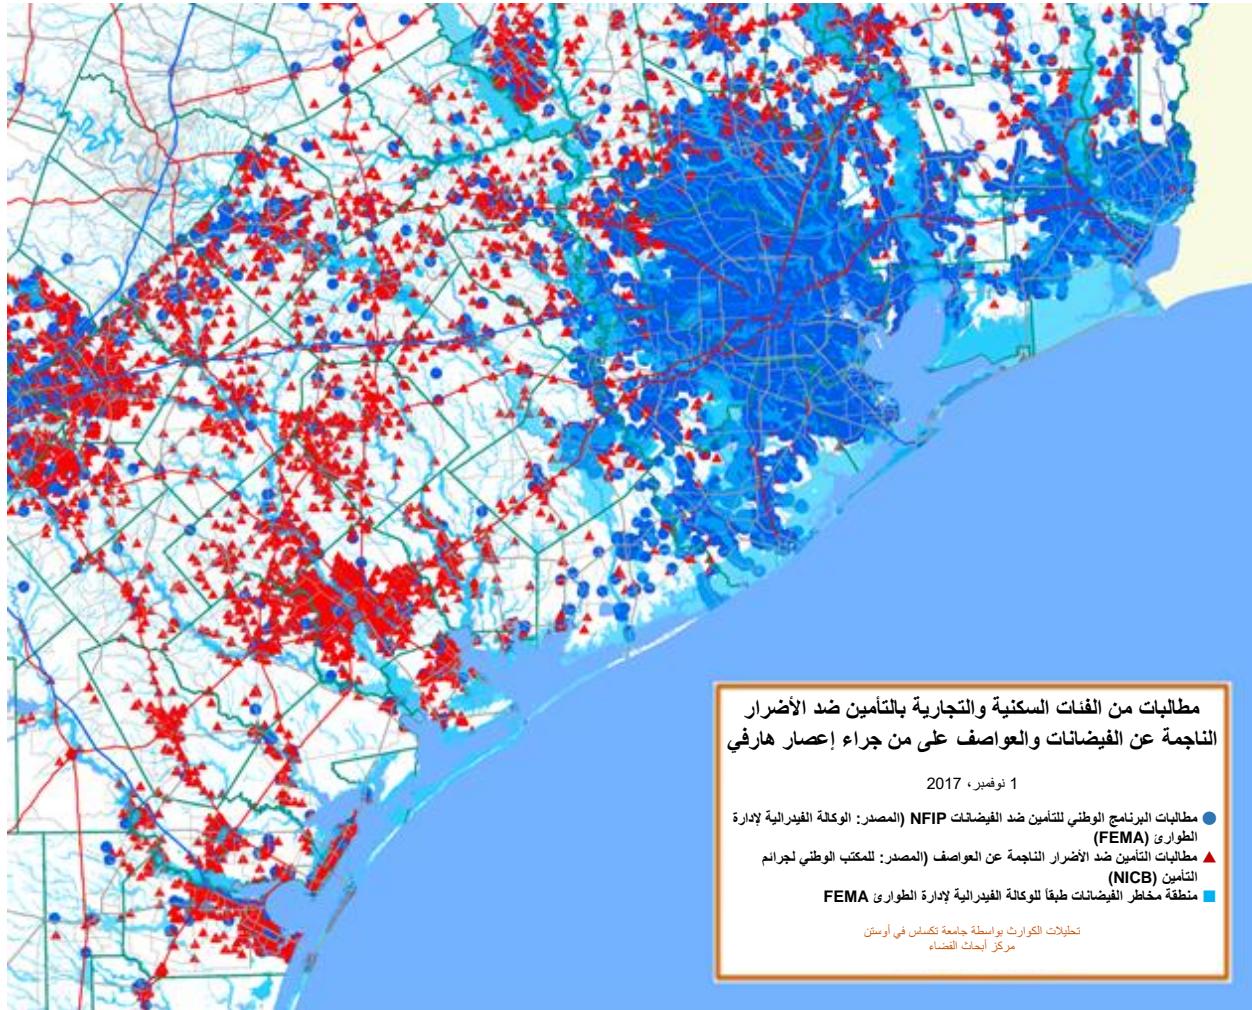 مطالبات من الفئات السكنية والتجارية بالتأمين ضد الأضرار
الناجمة عن الفيضانات والعواصف على من جراء إعصار هارفي
1 نوفمبر، 2017
مطالبات البرنامج الوطني للتأمين ضد الفيضانات NFIP (المصدر: الوكالة الفيدرالية لإدارة
الطوارئ (FEMA)
مطالبات التأمين ضد الأضرار الناجمة عن العواصف (المصدر: للمكتب الوطني لجرائم
التأمين (NICB)
منطقة مخاطر الفيضانات طبقاً للوكالة الفيدرالية لإدارة الطوارئ FEMA
تحليلات الكوارث بواسطة جامعة تكساس في أوستن
مركز أبحاث الفضاء